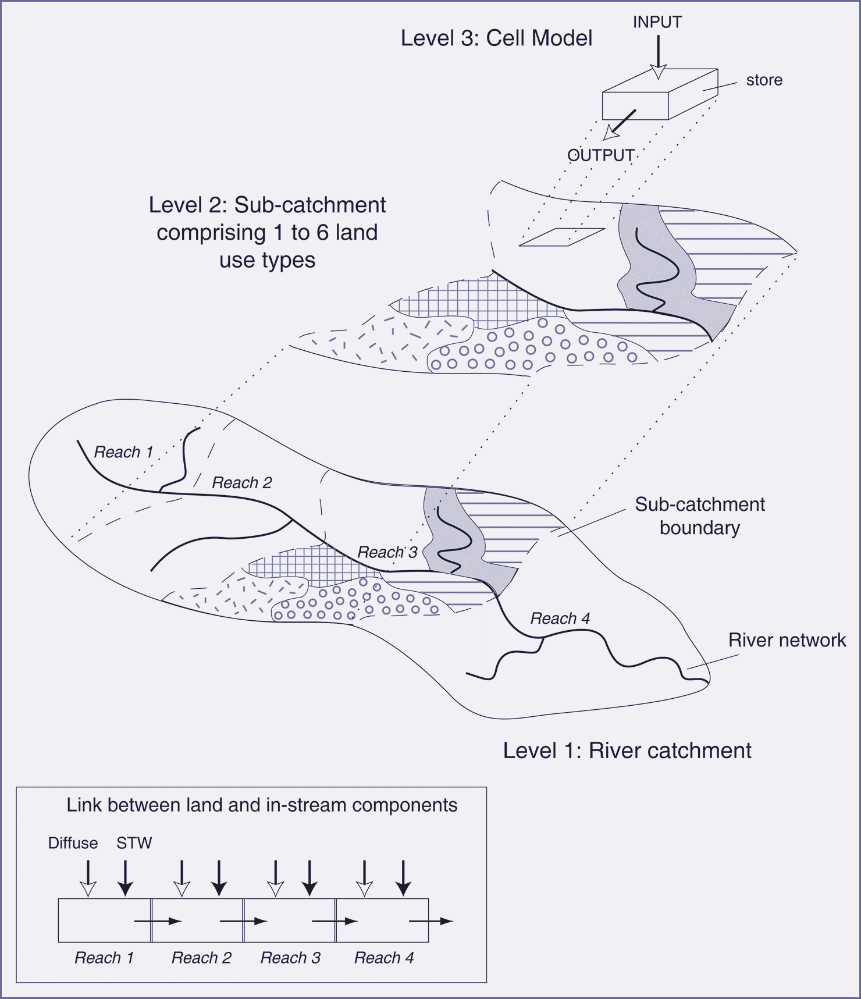 INPUT
Level 3: Cell Model
store
OUTPUT
Level 2: Sub-catchment
comprising 1 to 6 land
use types
Reach 1
Reach 2
Sub-catchment
boundary
Reach 3
Reach 4
River network
Level 1: River catchment
Link between land and in-stream components
Diffuse STW
Reach 1 Reach 2 Reach 3 Reach 4